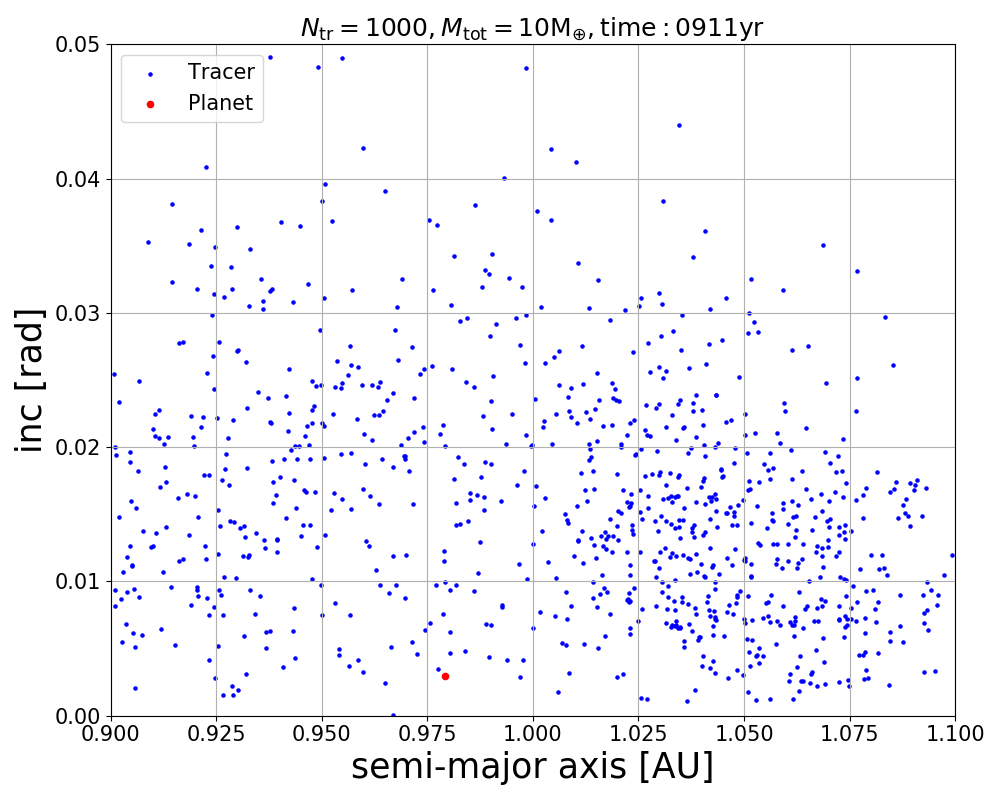 N_tr = 1000, M_tot = 10M_⊕, time : 0911yr
Tracer
Planet
0.05
0.04
0.03
0.02
0.01
0.00
inc [rad]
0.900 0.925 0.950 0.975 1.000 1.025 1.050 1.075 1.100
semi-major axis [AU]